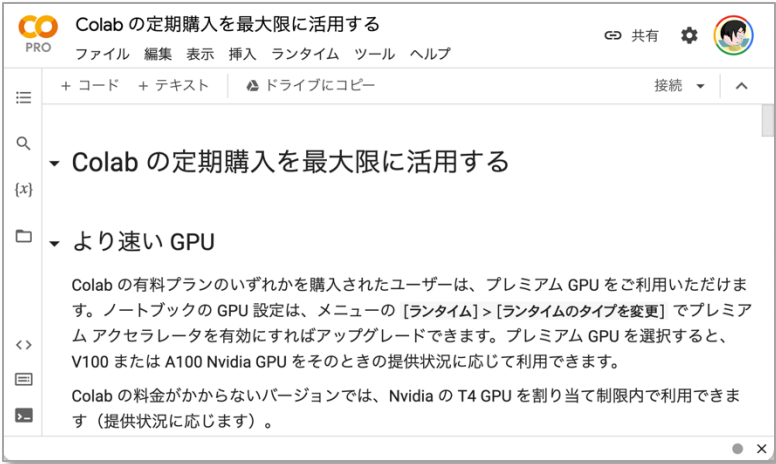 CO
PRO
Colab の定期購入を最大限に活用する
ファイル 編集 表示 挿入 ランタイム ツール ヘルプ
共有
+ コード + テキスト ドライブにコピー
接続
Colab の定期購入を最大限に活用する
{x}
より速い GPU
Colab の有料プランのいずれかを購入されたユーザーは、プレミアム GPU をご利用いただけま
す。ノートブックの GPU 設定は、メニューの [ランタイム] > [ランタイムのタイプを変更] でプレミア
ム アクセラレータを有効にすればアップグレードできます。プレミアム GPU を選択すると、
V100 または A100 Nvidia GPU をそのときの提供状況に応じて利用できます。
Colab の料金がかからないバージョンでは、Nvidia の T4 GPU を割り当て制限内で利用できま
す（提供状況に応じます）。